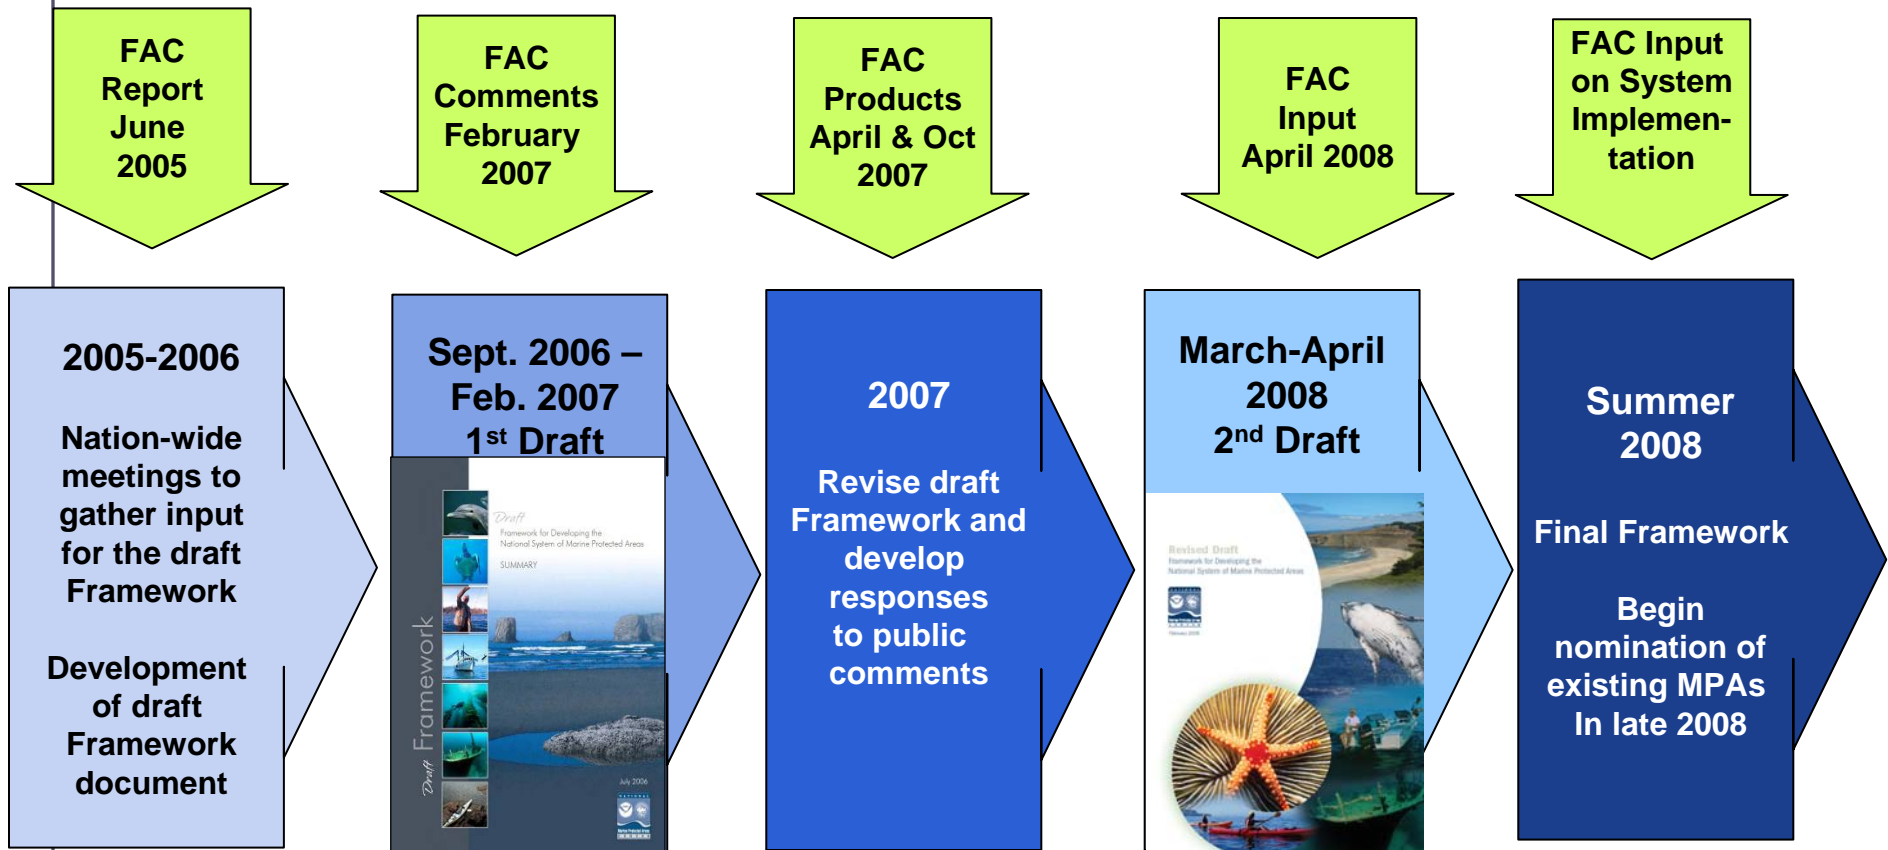 FAC
Report
June
2005
FAC
Comments
February
2007
FAC
Products
April & Oct
2007
FAC
Input
April 2008
FAC Input
on System
Implemen-
tation
2005-2006
Nation-wide
meetings to
gather input
for the draft
Framework
Development
of draft
Framework
document
Sept. 2006 –
Feb. 2007
1st Draft
Draft
Framework for Developing the
National System of Marine Protected Areas
SUMMARY
Draft Framework
July 2006
2007
Revise draft
Framework and
develop
responses
to public
comments
March-April
2008
2nd Draft
Revised Draft
Framework for Developing the
National System of Marine Protected Areas
February 2008
Summer
2008
Final Framework
Begin
nomination of
existing MPAs
In late 2008